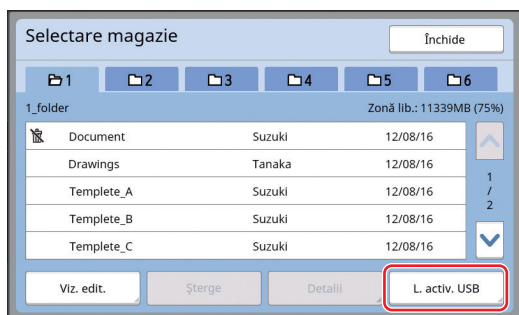 Selectare magazie Închide
1 2 3 4 5 6
1_folder Zonă lib.: 11339MB (75%)
Document Suzuki 12/08/16
Drawings Tanaka 12/08/16
Templete_A Suzuki 12/08/16
Templete_B Suzuki 12/08/16
Templete_C Suzuki 12/08/16
1
/
2
Viz. edit. Şterge Detalii L. activ. USB